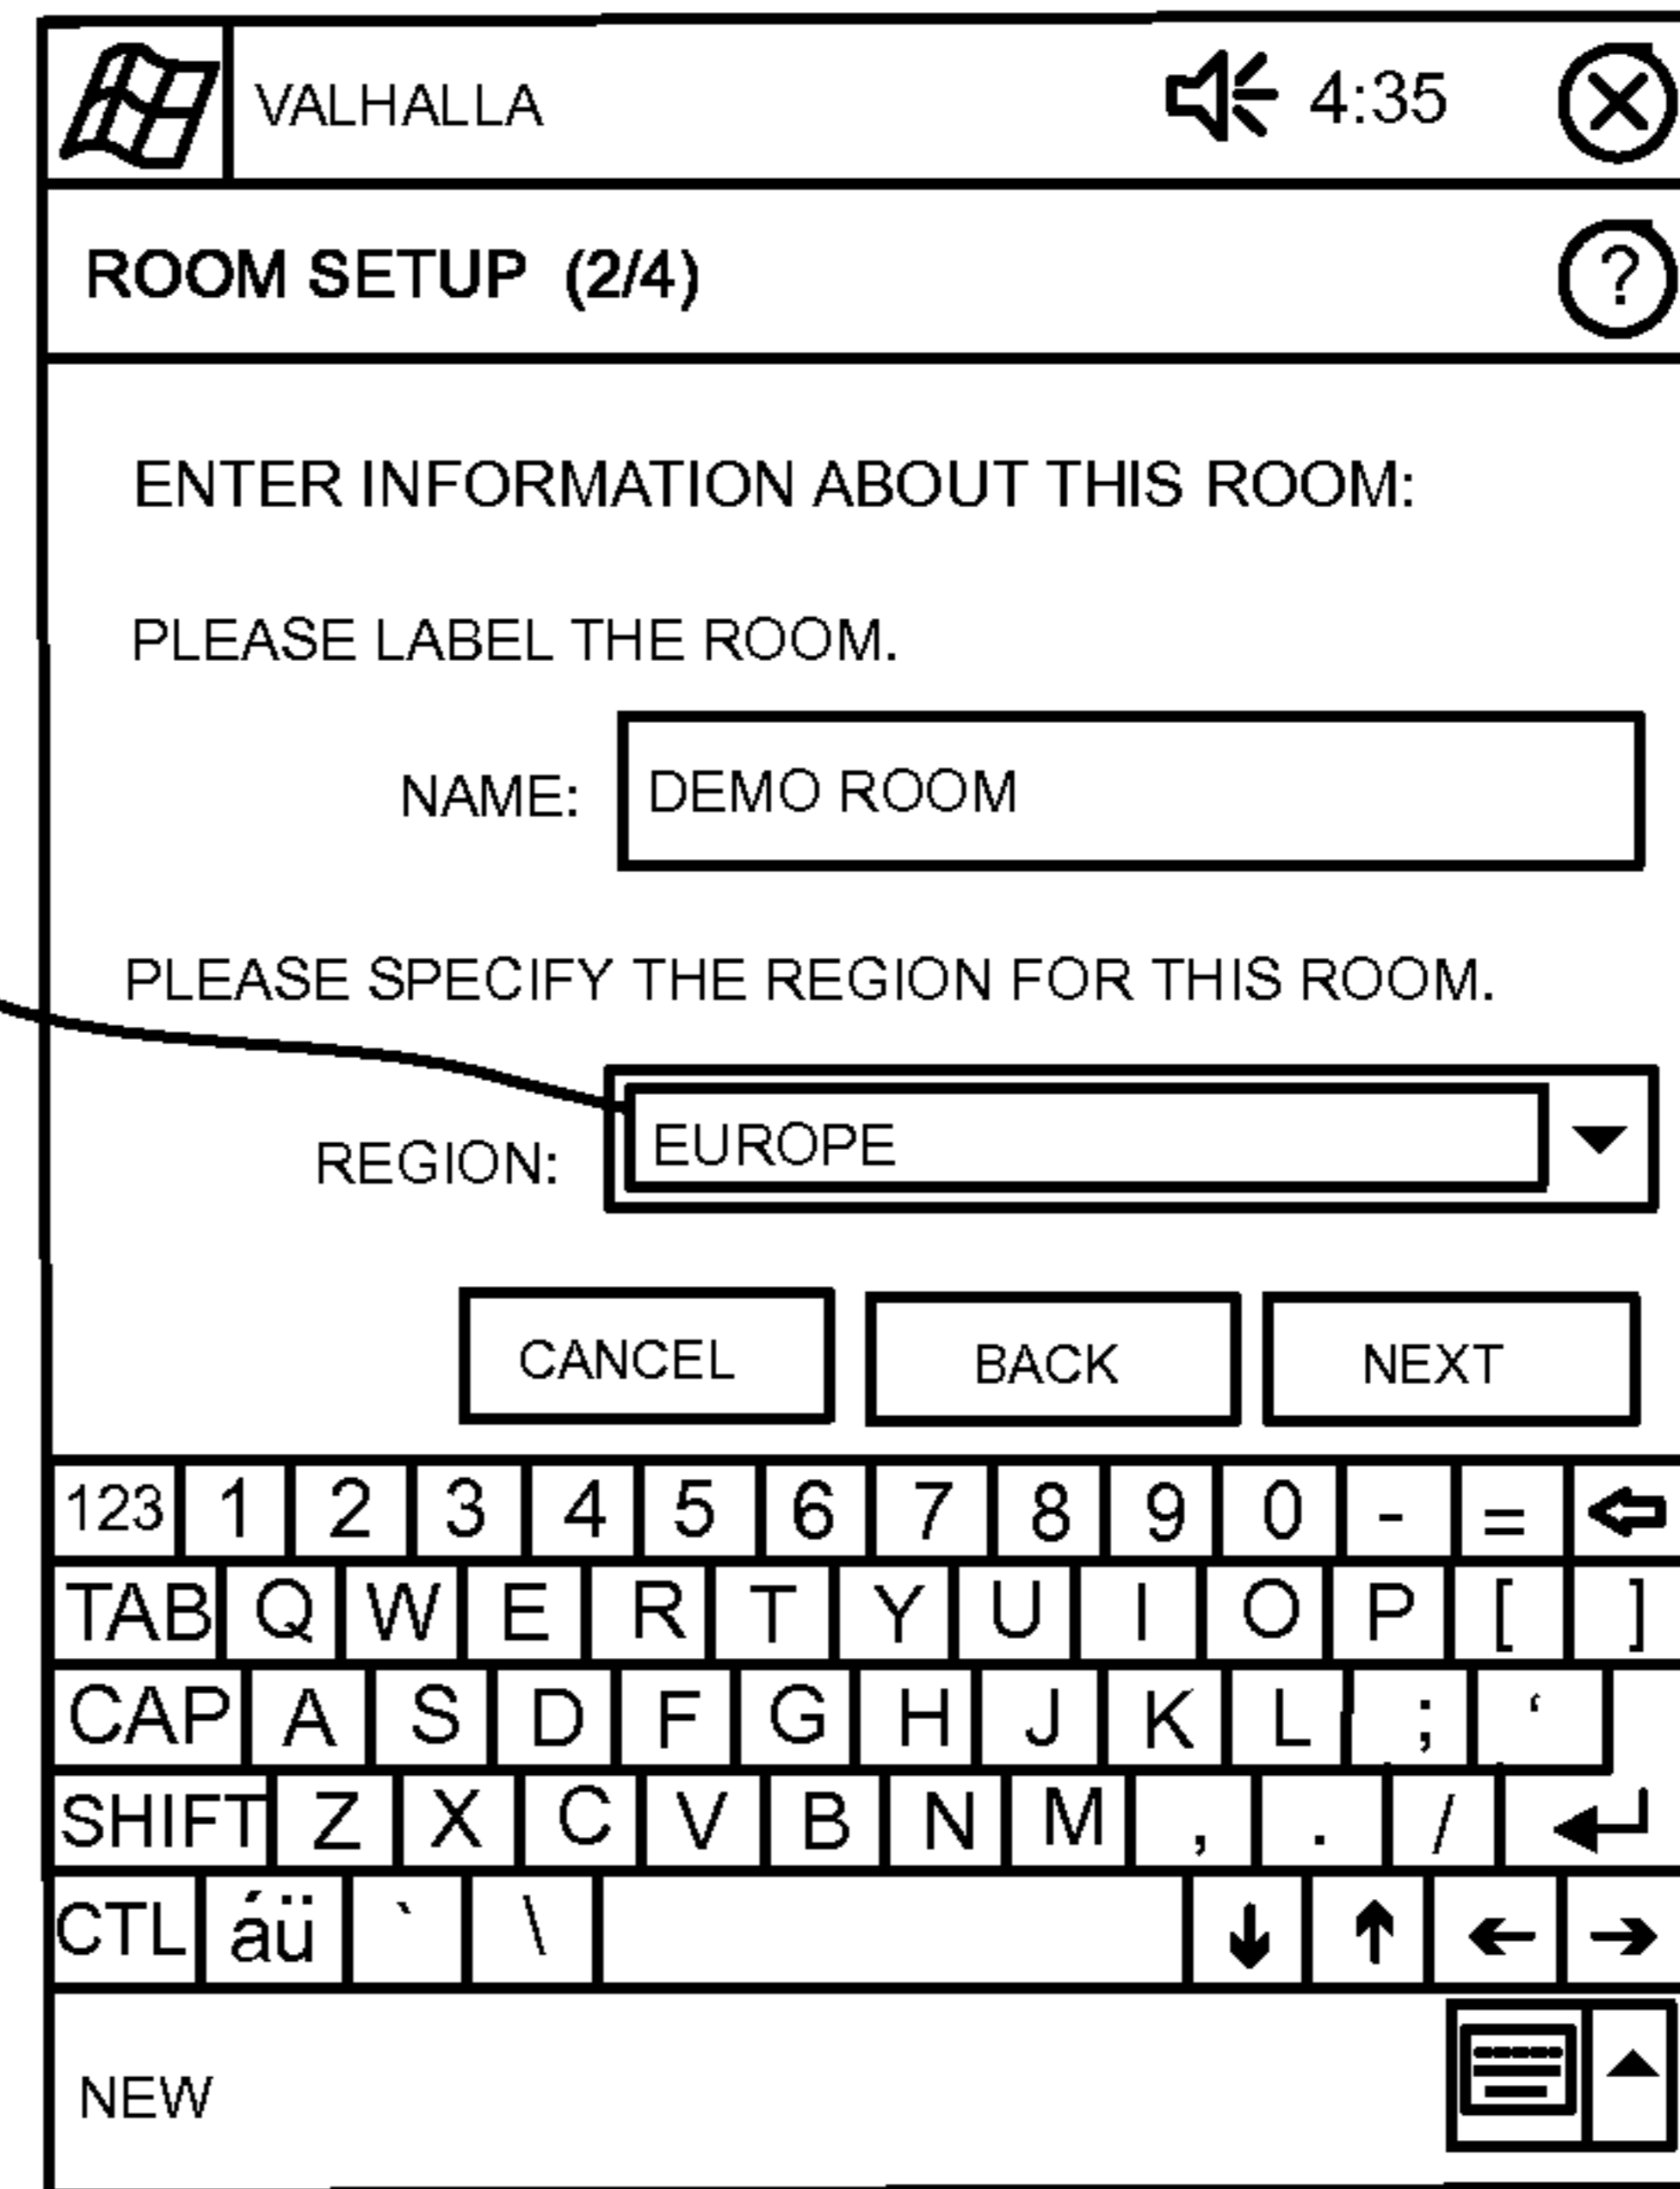 VALHALLA 4:35
ROOM SETUP (2/4) ?
ENTER INFORMATION ABOUT THIS ROOM:
PLEASE LABEL THE ROOM.
NAME: DEMO ROOM
PLEASE SPECIFY THE REGION FOR THIS ROOM.
REGION: EUROPE
CANCEL BACK NEXT
123 1 2 3 4 5 6 7 8 9 0 - =
TAB Q W E R T Y U I O P [ ]
CAP A S D F G H J K L ; ‘
SHIFT Z X C V B N M , . /
CTL áü ` \
NEW